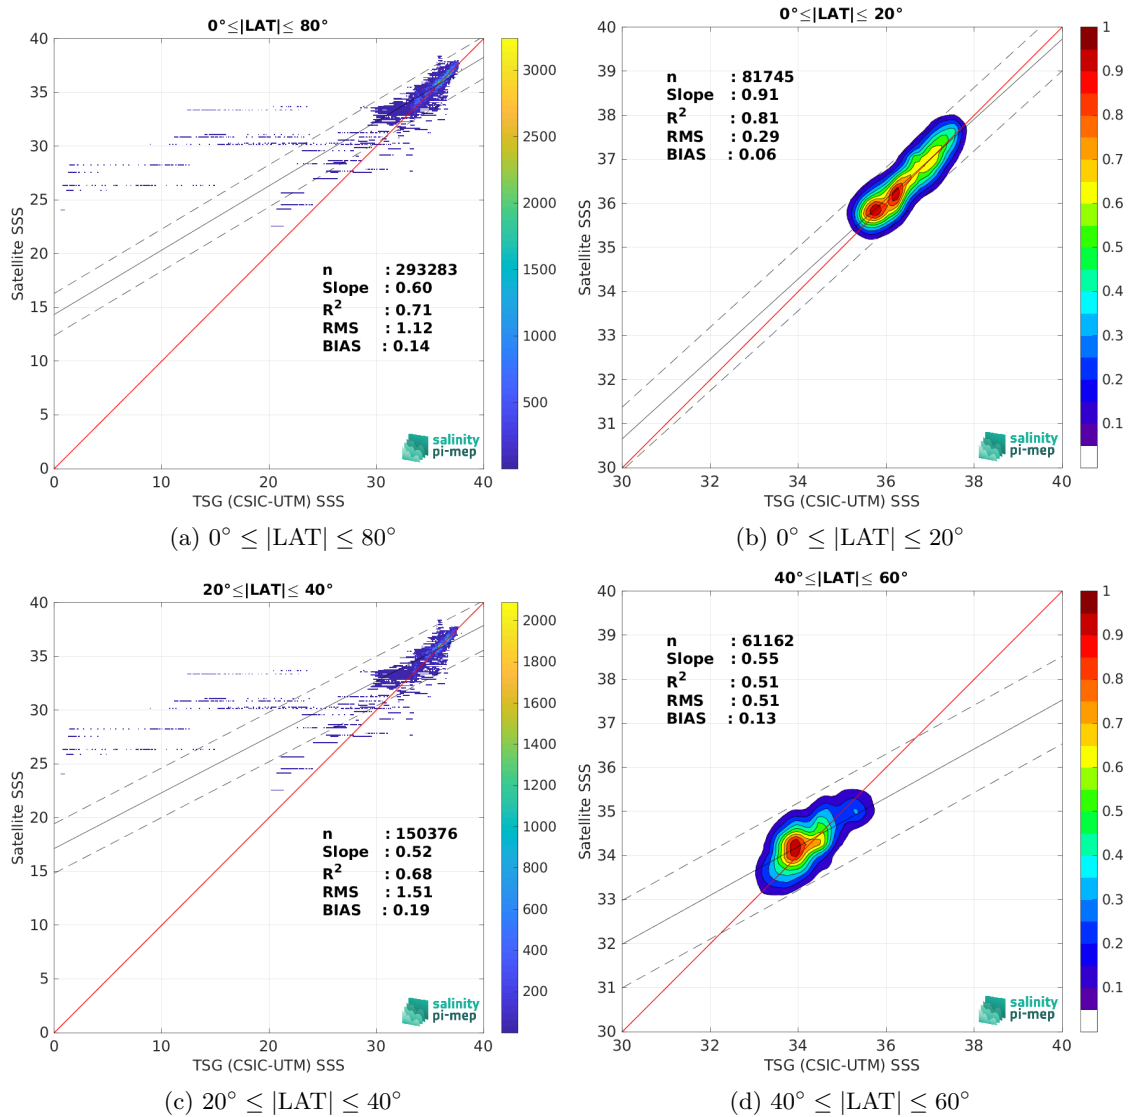 0°≤|LAT|≤ 80°
40
35
30
25
20
15
10
5
0
Satellite SSS
n : 293283
Slope : 0.60
R² : 0.71
RMS : 1.12
BIAS : 0.14
salinity
pi-mep
0 10 20 30 40
TSG (CSIC-UTM) SSS
3000
2500
2000
1500
1000
500
(a) 0° ≤ |LAT| ≤ 80°
0°≤|LAT|≤ 20°
40
39
38
37
36
35
34
33
32
31
30
Satellite SSS
n : 81745
Slope : 0.91
R² : 0.81
RMS : 0.29
BIAS : 0.06
salinity
pi-mep
30 32 34 36 38 40
TSG (CSIC-UTM) SSS
1
0.9
0.8
0.7
0.6
0.5
0.4
0.3
0.2
0.1
(b) 0° ≤ |LAT| ≤ 20°
20°≤|LAT|≤ 40°
40
35
30
25
20
15
10
5
0
Satellite SSS
n : 150376
Slope : 0.52
R² : 0.68
RMS : 1.51
BIAS : 0.19
salinity
pi-mep
0 10 20 30 40
TSG (CSIC-UTM) SSS
2000
1800
1600
1400
1200
1000
800
600
400
200
(c) 20° ≤ |LAT| ≤ 40°
40°≤|LAT|≤ 60°
40
39
38
37
36
35
34
33
32
31
30
Satellite SSS
n : 61162
Slope : 0.55
R² : 0.51
RMS : 0.51
BIAS : 0.13
salinity
pi-mep
30 32 34 36 38 40
TSG (CSIC-UTM) SSS
1
0.9
0.8
0.7
0.6
0.5
0.4
0.3
0.2
0.1
(d) 40° ≤ |LAT| ≤ 60°